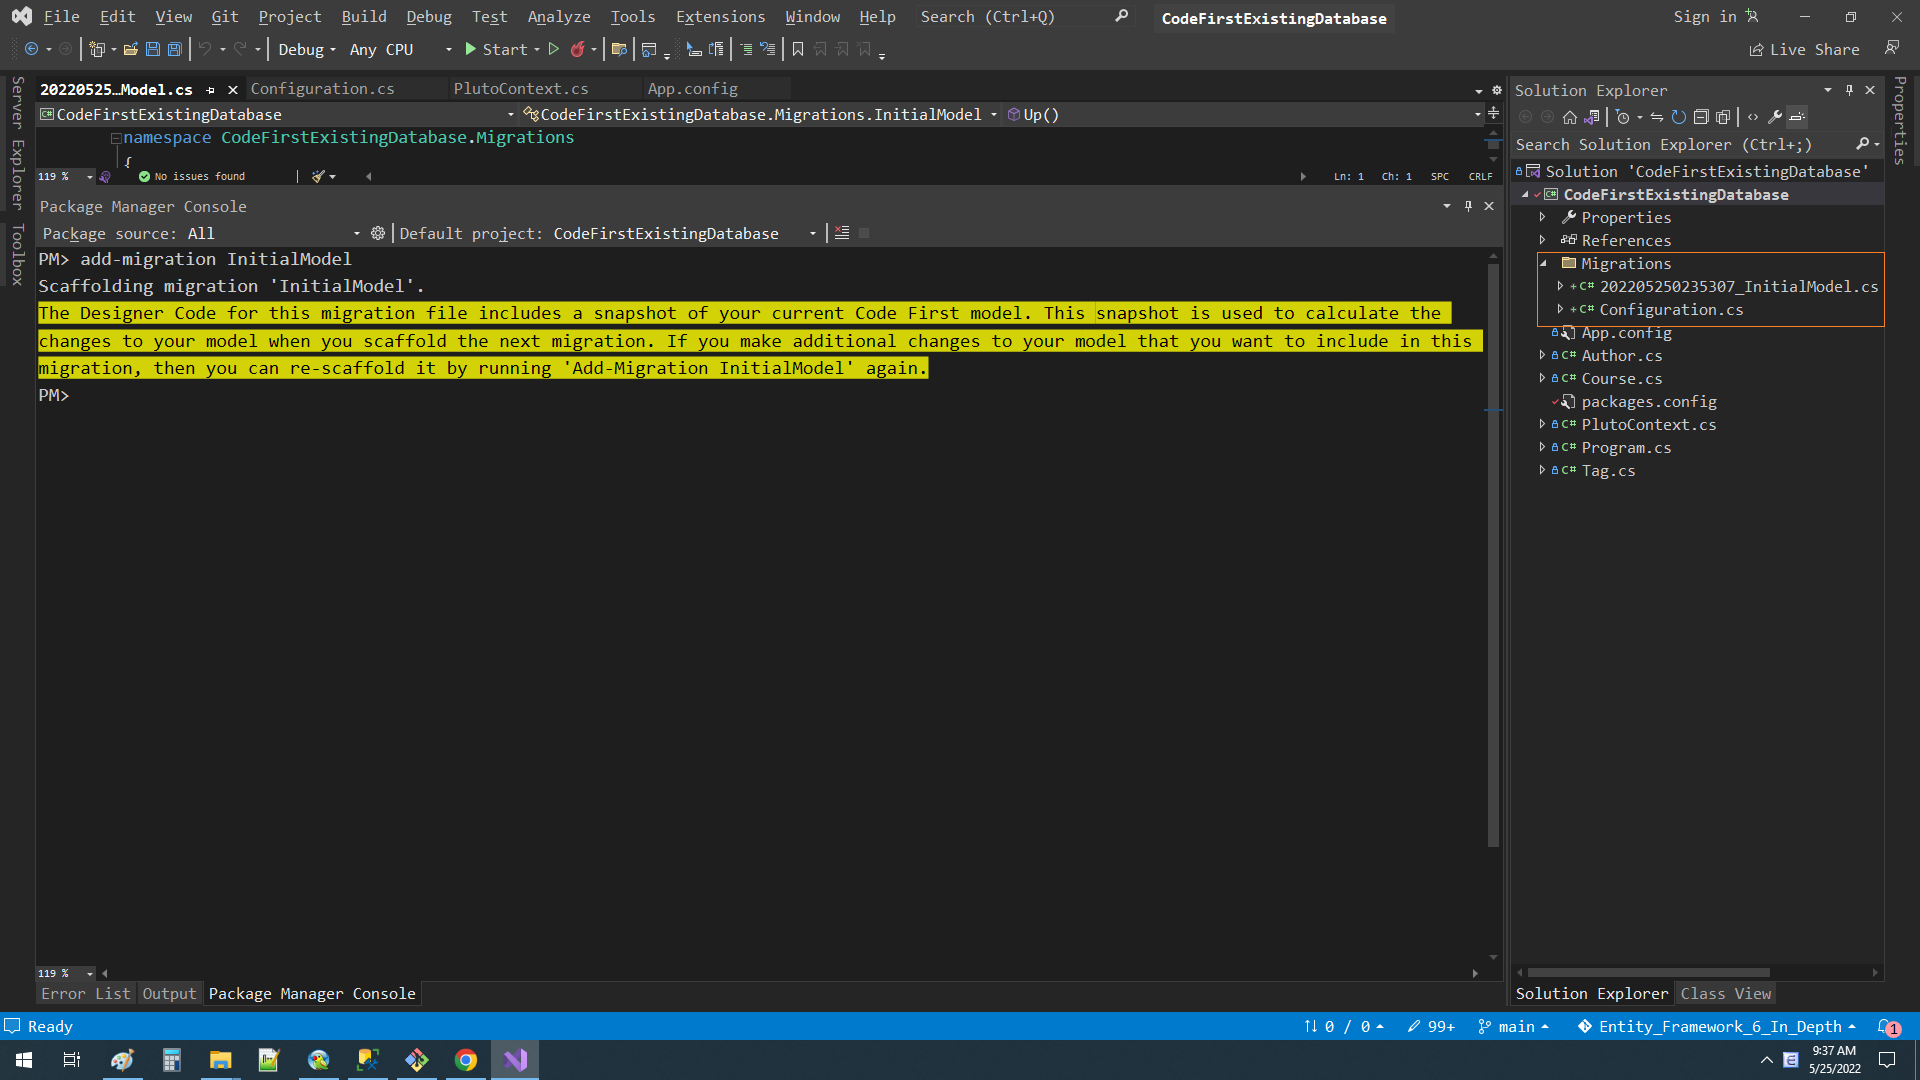 File Edit View Git Project Build Debug Test Analyze Tools Extensions Window Help Search (Ctrl+Q) CodeFirstExistingDatabase Sign in
Debug Any CPU Start Live Share
Server Explorer
Toolbox
20220525…Model.cs Configuration.cs PlutoContext.cs App.config
CodeFirstExistingDatabase CodeFirstExistingDatabase.Migrations.InitialModel Up()
namespace CodeFirstExistingDatabase.Migrations
{
119 % No issues found Ln: 1 Ch: 1 SPC CRLF
Package Manager Console
Package source: All Default project: CodeFirstExistingDatabase
PM> add-migration InitialModel
Scaffolding migration 'InitialModel'.
The Designer Code for this migration file includes a snapshot of your current Code First model. This snapshot is used to calculate the
changes to your model when you scaffold the next migration. If you make additional changes to your model that you want to include in this
migration, then you can re-scaffold it by running 'Add-Migration InitialModel' again.
PM>
119 %
Error List Output Package Manager Console
Solution Explorer
Search Solution Explorer (Ctrl+;)
Solution 'CodeFirstExistingDatabase'
C# CodeFirstExistingDatabase
Properties
References
Migrations
C# 202205250235307_InitialModel.cs
C# Configuration.cs
App.config
C# Author.cs
C# Course.cs
packages.config
C# PlutoContext.cs
C# Program.cs
C# Tag.cs
Solution Explorer Class View
Properties
Ready 0 / 0 99+ main Entity_Framework_6_In_Depth 1
E 9:37 AM
5/25/2022